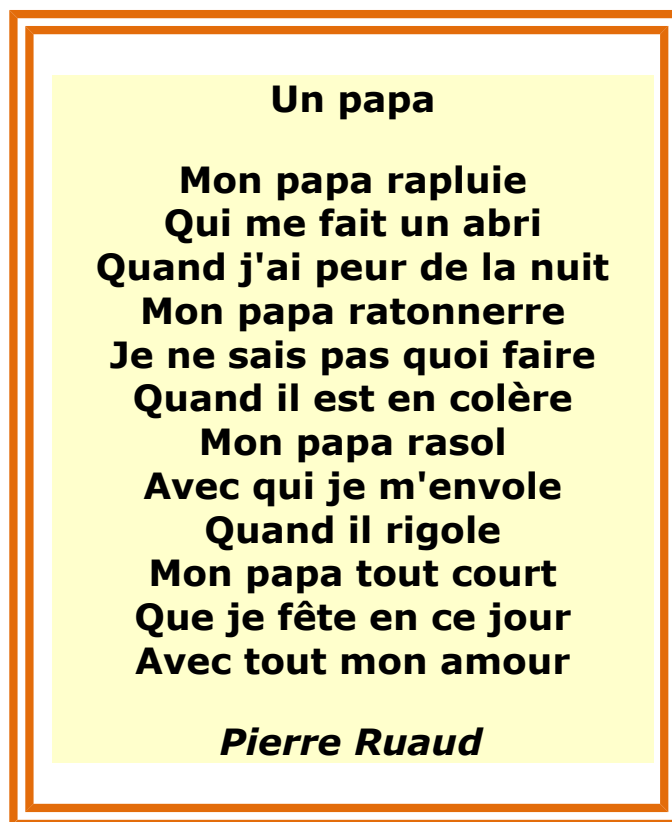 Un papa
Mon papa rapluie
Qui me fait un abri
Quand j'ai peur de la nuit
Mon papa ratonnerre
Je ne sais pas quoi faire
Quand il est en colère
Mon papa rasol
Avec qui je m'envole
Quand il rigole
Mon papa tout court
Que je fête en ce jour
Avec tout mon amour
Pierre Ruaud